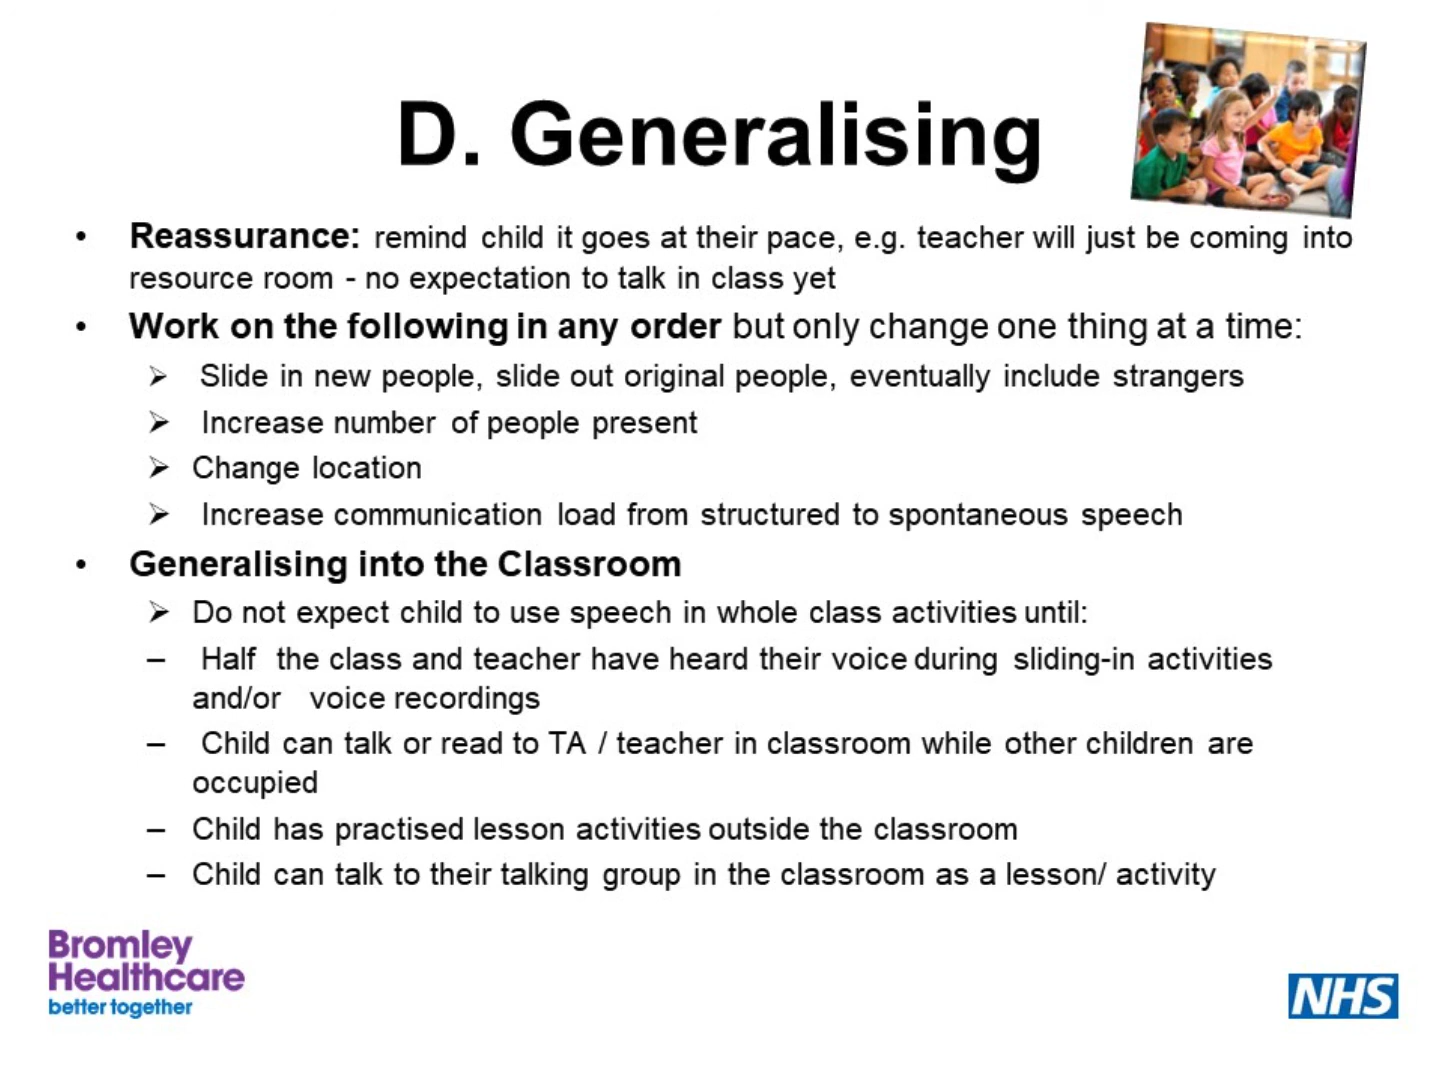 D. Generalising
• Reassurance: remind child it goes at their pace, e.g. teacher will just be coming into
resource room - no expectation to talk in class yet
• Work on the following in any order but only change one thing at a time:
➢ Slide in new people, slide out original people, eventually include strangers
➢ Increase number of people present
➢ Change location
➢ Increase communication load from structured to spontaneous speech
• Generalising into the Classroom
➢ Do not expect child to use speech in whole class activities until:
– Half the class and teacher have heard their voice during sliding-in activities
and/or voice recordings
– Child can talk or read to TA / teacher in classroom while other children are
occupied
– Child has practised lesson activities outside the classroom
– Child can talk to their talking group in the classroom as a lesson/ activity
Bromley
Healthcare
better together
NHS